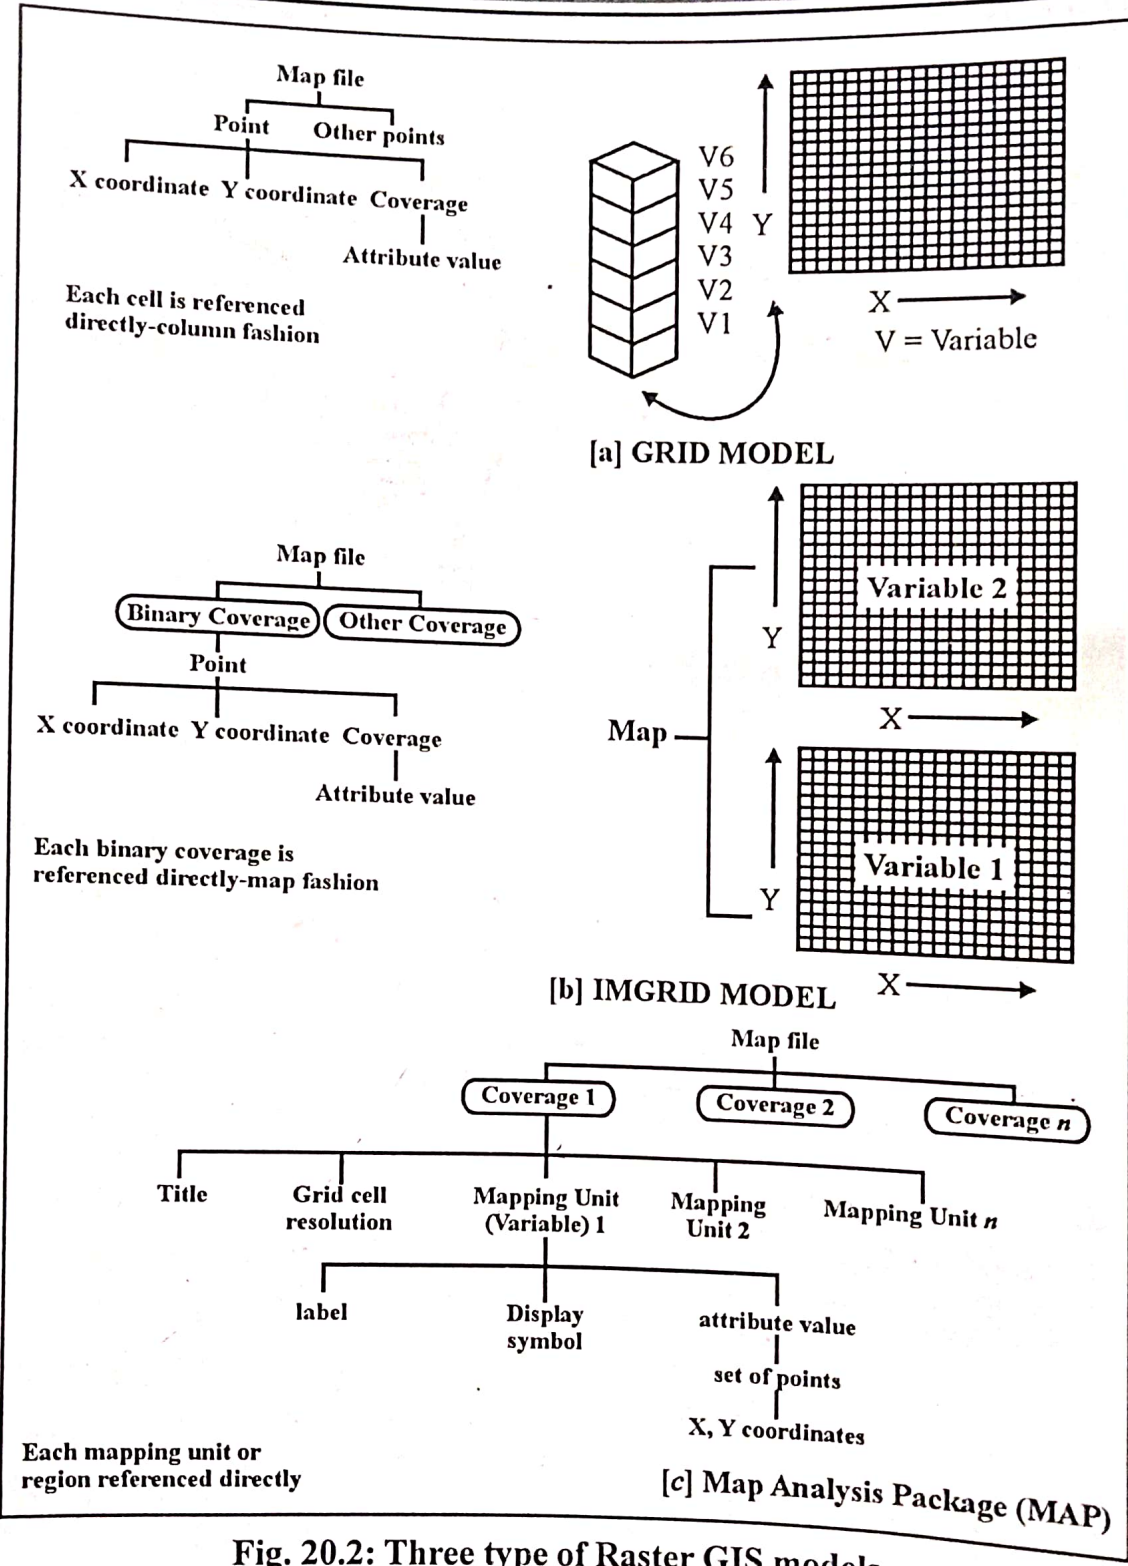 Map file
Point Other points
X coordinate Y coordinate Coverage
Attribute value
Each cell is referenced
directly-column fashion
V6
V5
V4
V3
V2
V1
Y
X
V = Variable
[a] GRID MODEL
Map file
Binary Coverage Other Coverage
Point
X coordinate Y coordinate Coverage
Attribute value
Each binary coverage is
referenced directly-map fashion
Map
Variable 2
Y
X
Variable 1
Y
X
[b] IMGRID MODEL
Map file
Coverage 1 Coverage 2 Coverage n
Title
Grid cell
resolution
Mapping Unit
(Variable) 1
Mapping
Unit 2
Mapping Unit n
label
Display
symbol
attribute value
set of points
X, Y coordinates
Each mapping unit or
region referenced directly
[c] Map Analysis Package (MAP)
Fig. 20.2: Three type of Raster GIS models